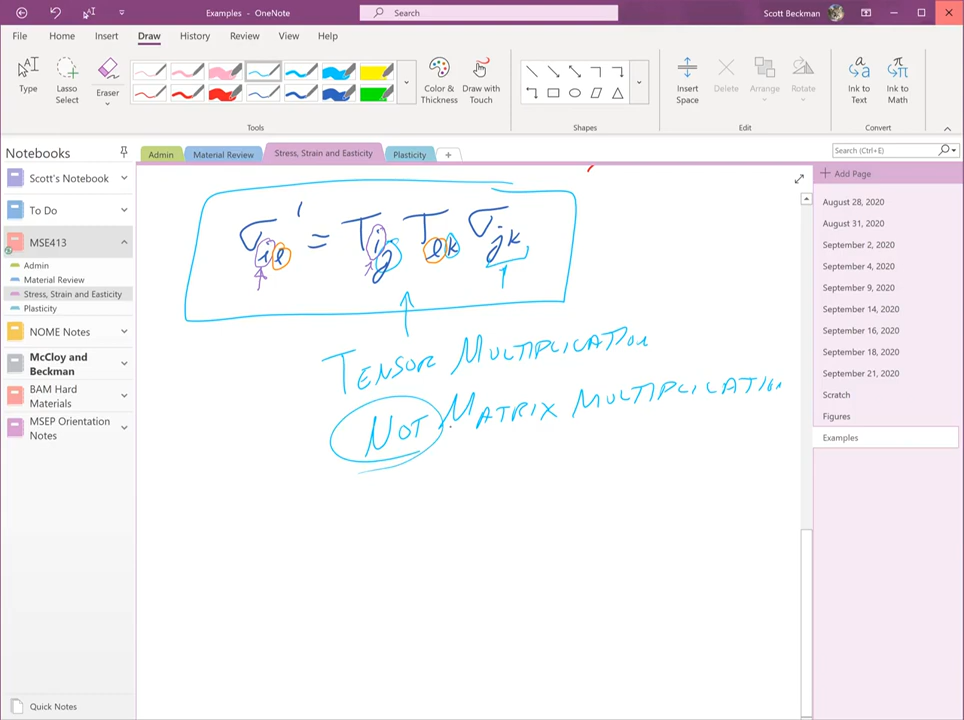 Examples - OneNote
Search
Scott Beckman
File Home Insert Draw History Review View Help
Type
Lasso Select
Eraser
Color & Thickness
Draw with Touch
Insert Space
Delete
Arrange
Rotate
Ink to Text
Ink to Math
Tools
Shapes
Edit
Convert
Notebooks
Admin
Material Review
Stress, Strain and Easticity
Plasticity
Search (Ctrl+E)
Scott's Notebook
To Do
MSE413
Admin
Material Review
Stress, Strain and Easticity
Plasticity
NOME Notes
McCloy and Beckman
BAM Hard Materials
MSEP Orientation Notes
Quick Notes
σ_il' = T_ij T_lk σ_jk
1
TENSOR MULTIPLICATION
NOT MATRIX MULTIPLICATION
Add Page
August 28, 2020
August 31, 2020
September 2, 2020
September 4, 2020
September 9, 2020
September 14, 2020
September 16, 2020
September 18, 2020
September 21, 2020
Scratch
Figures
Examples